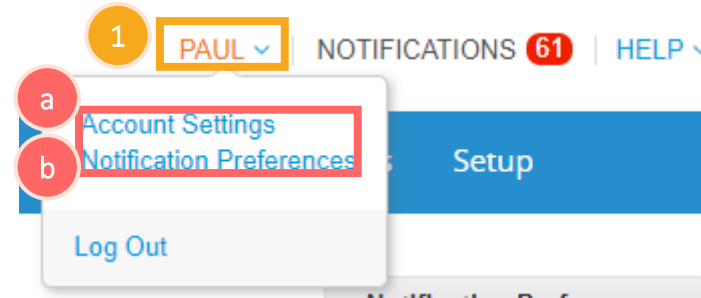 1 PAUL NOTIFICATIONS 61 HELP
a Account Settings
b Notification Preferences Setup
Log Out